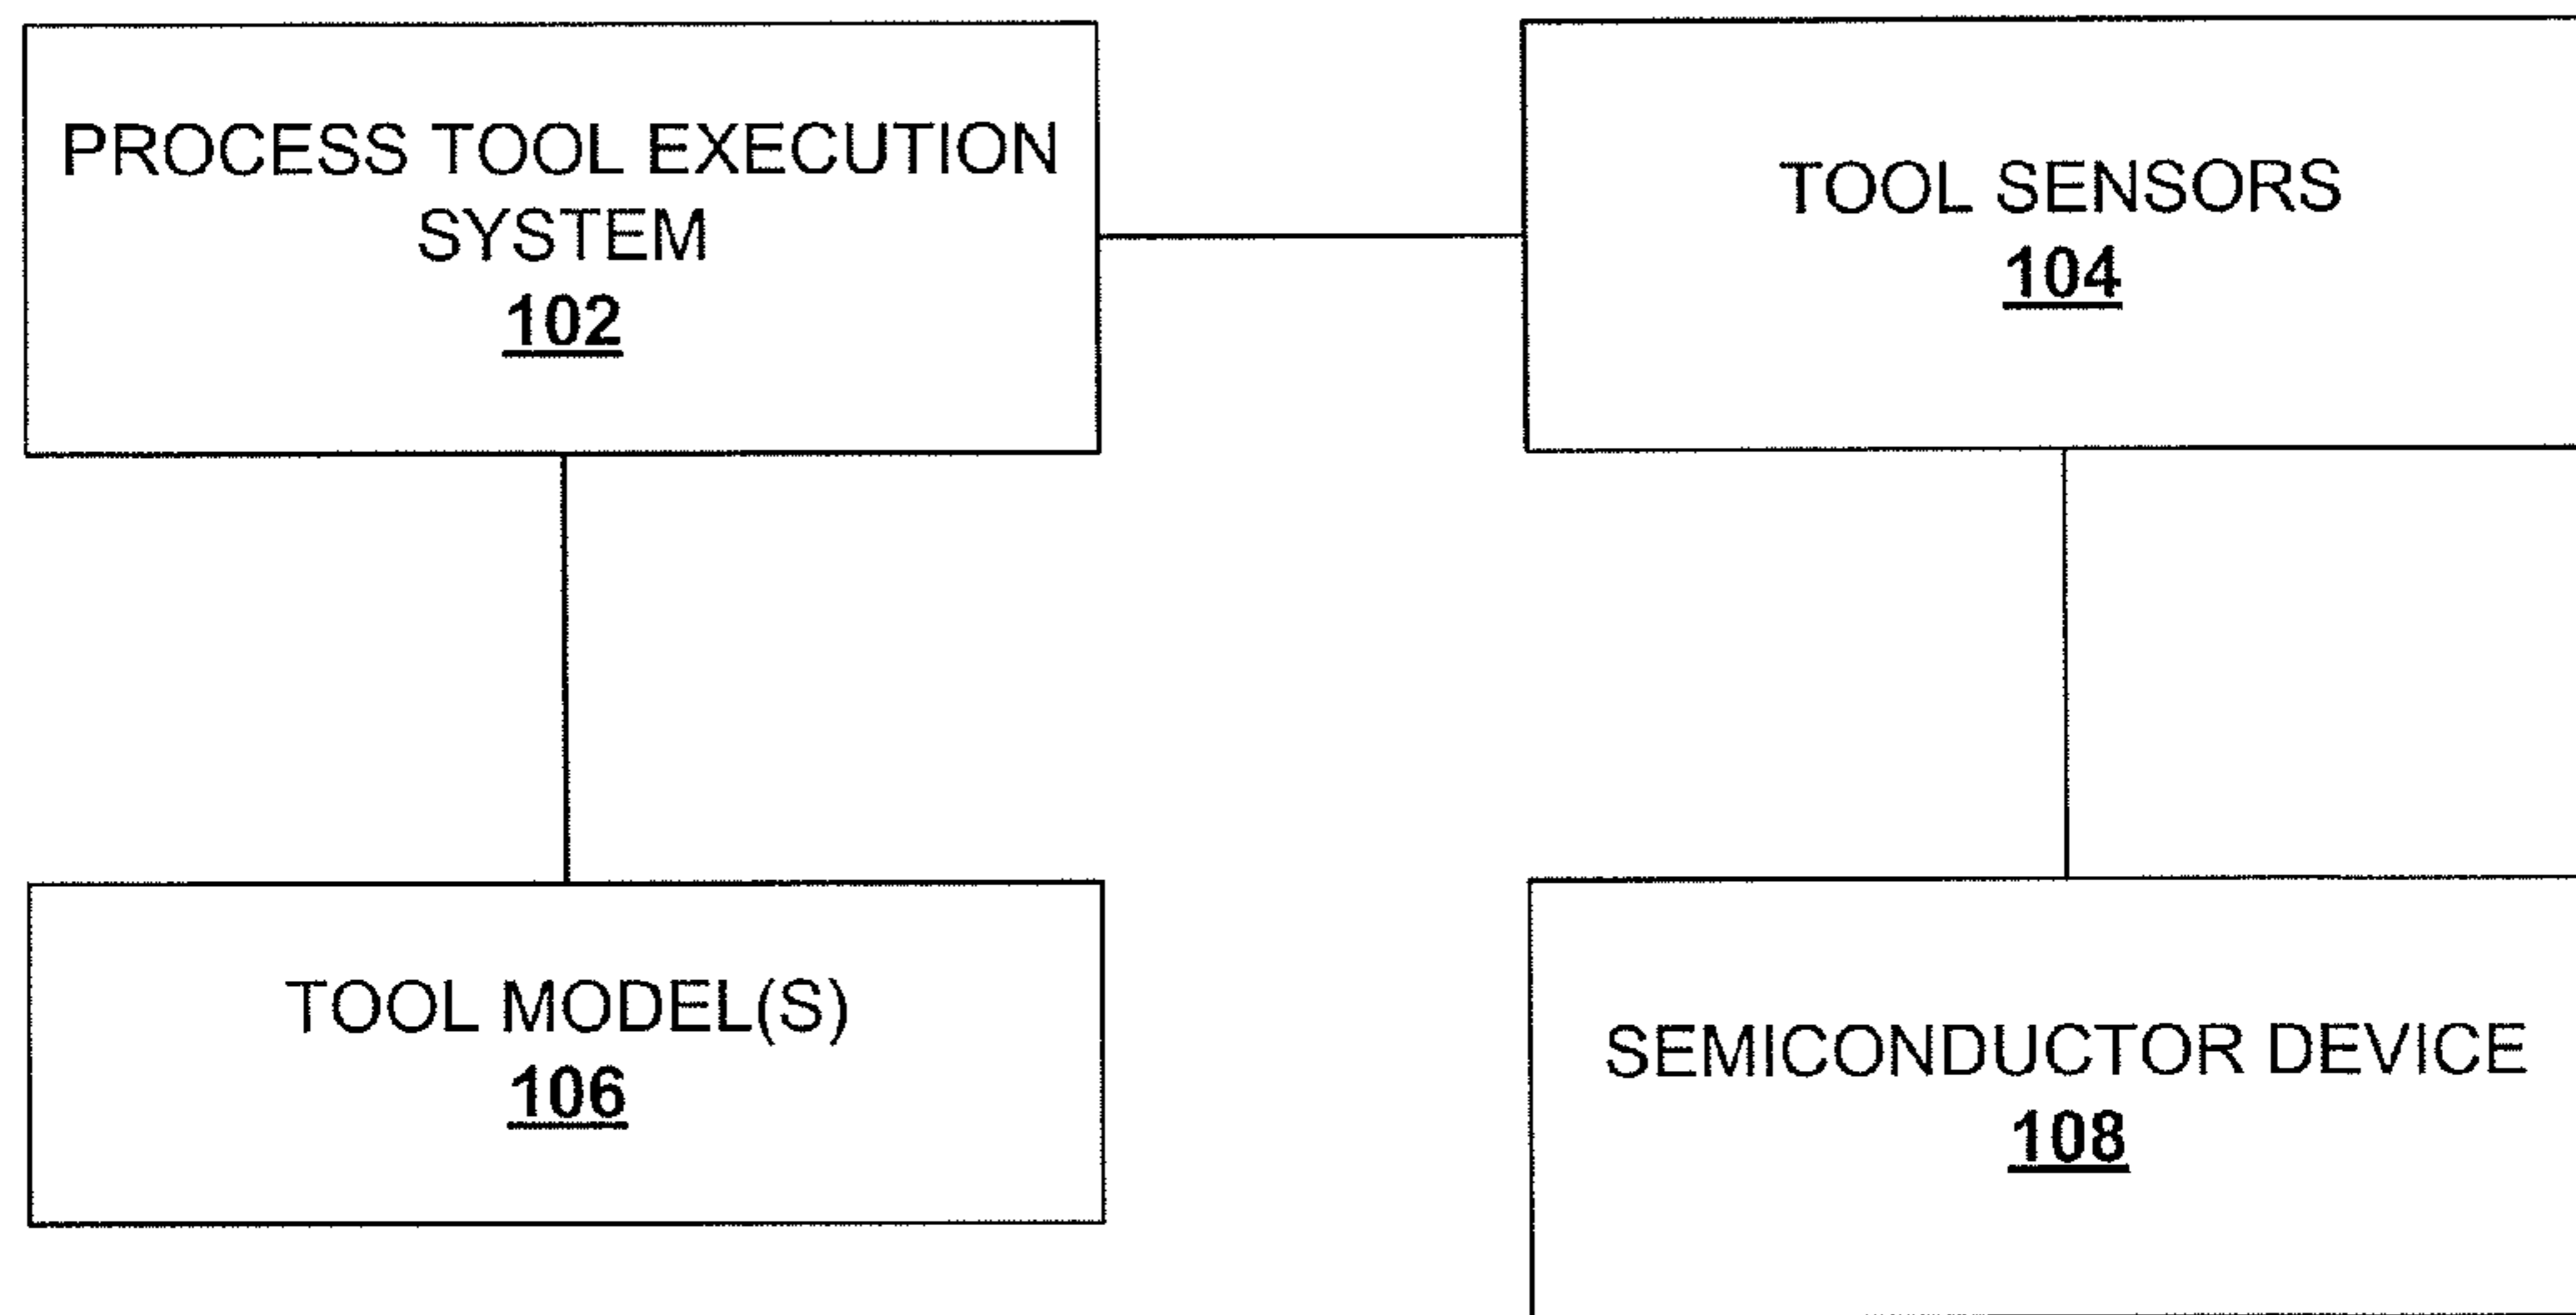 PROCESS TOOL EXECUTION
SYSTEM
102
TOOL SENSORS
104
TOOL MODEL(S)
106
SEMICONDUCTOR DEVICE
108